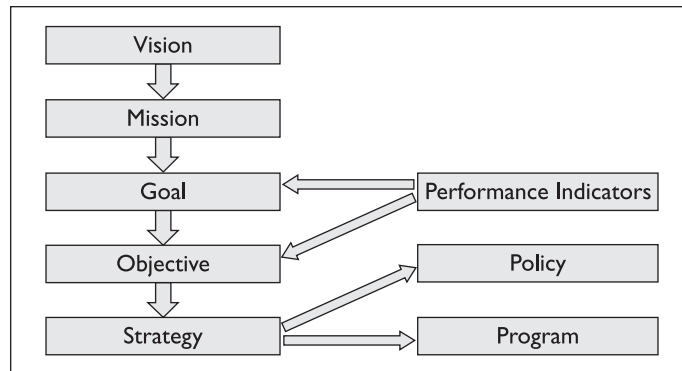 Vision
Mission
Goal
Performance Indicators
Objective
Policy
Strategy
Program